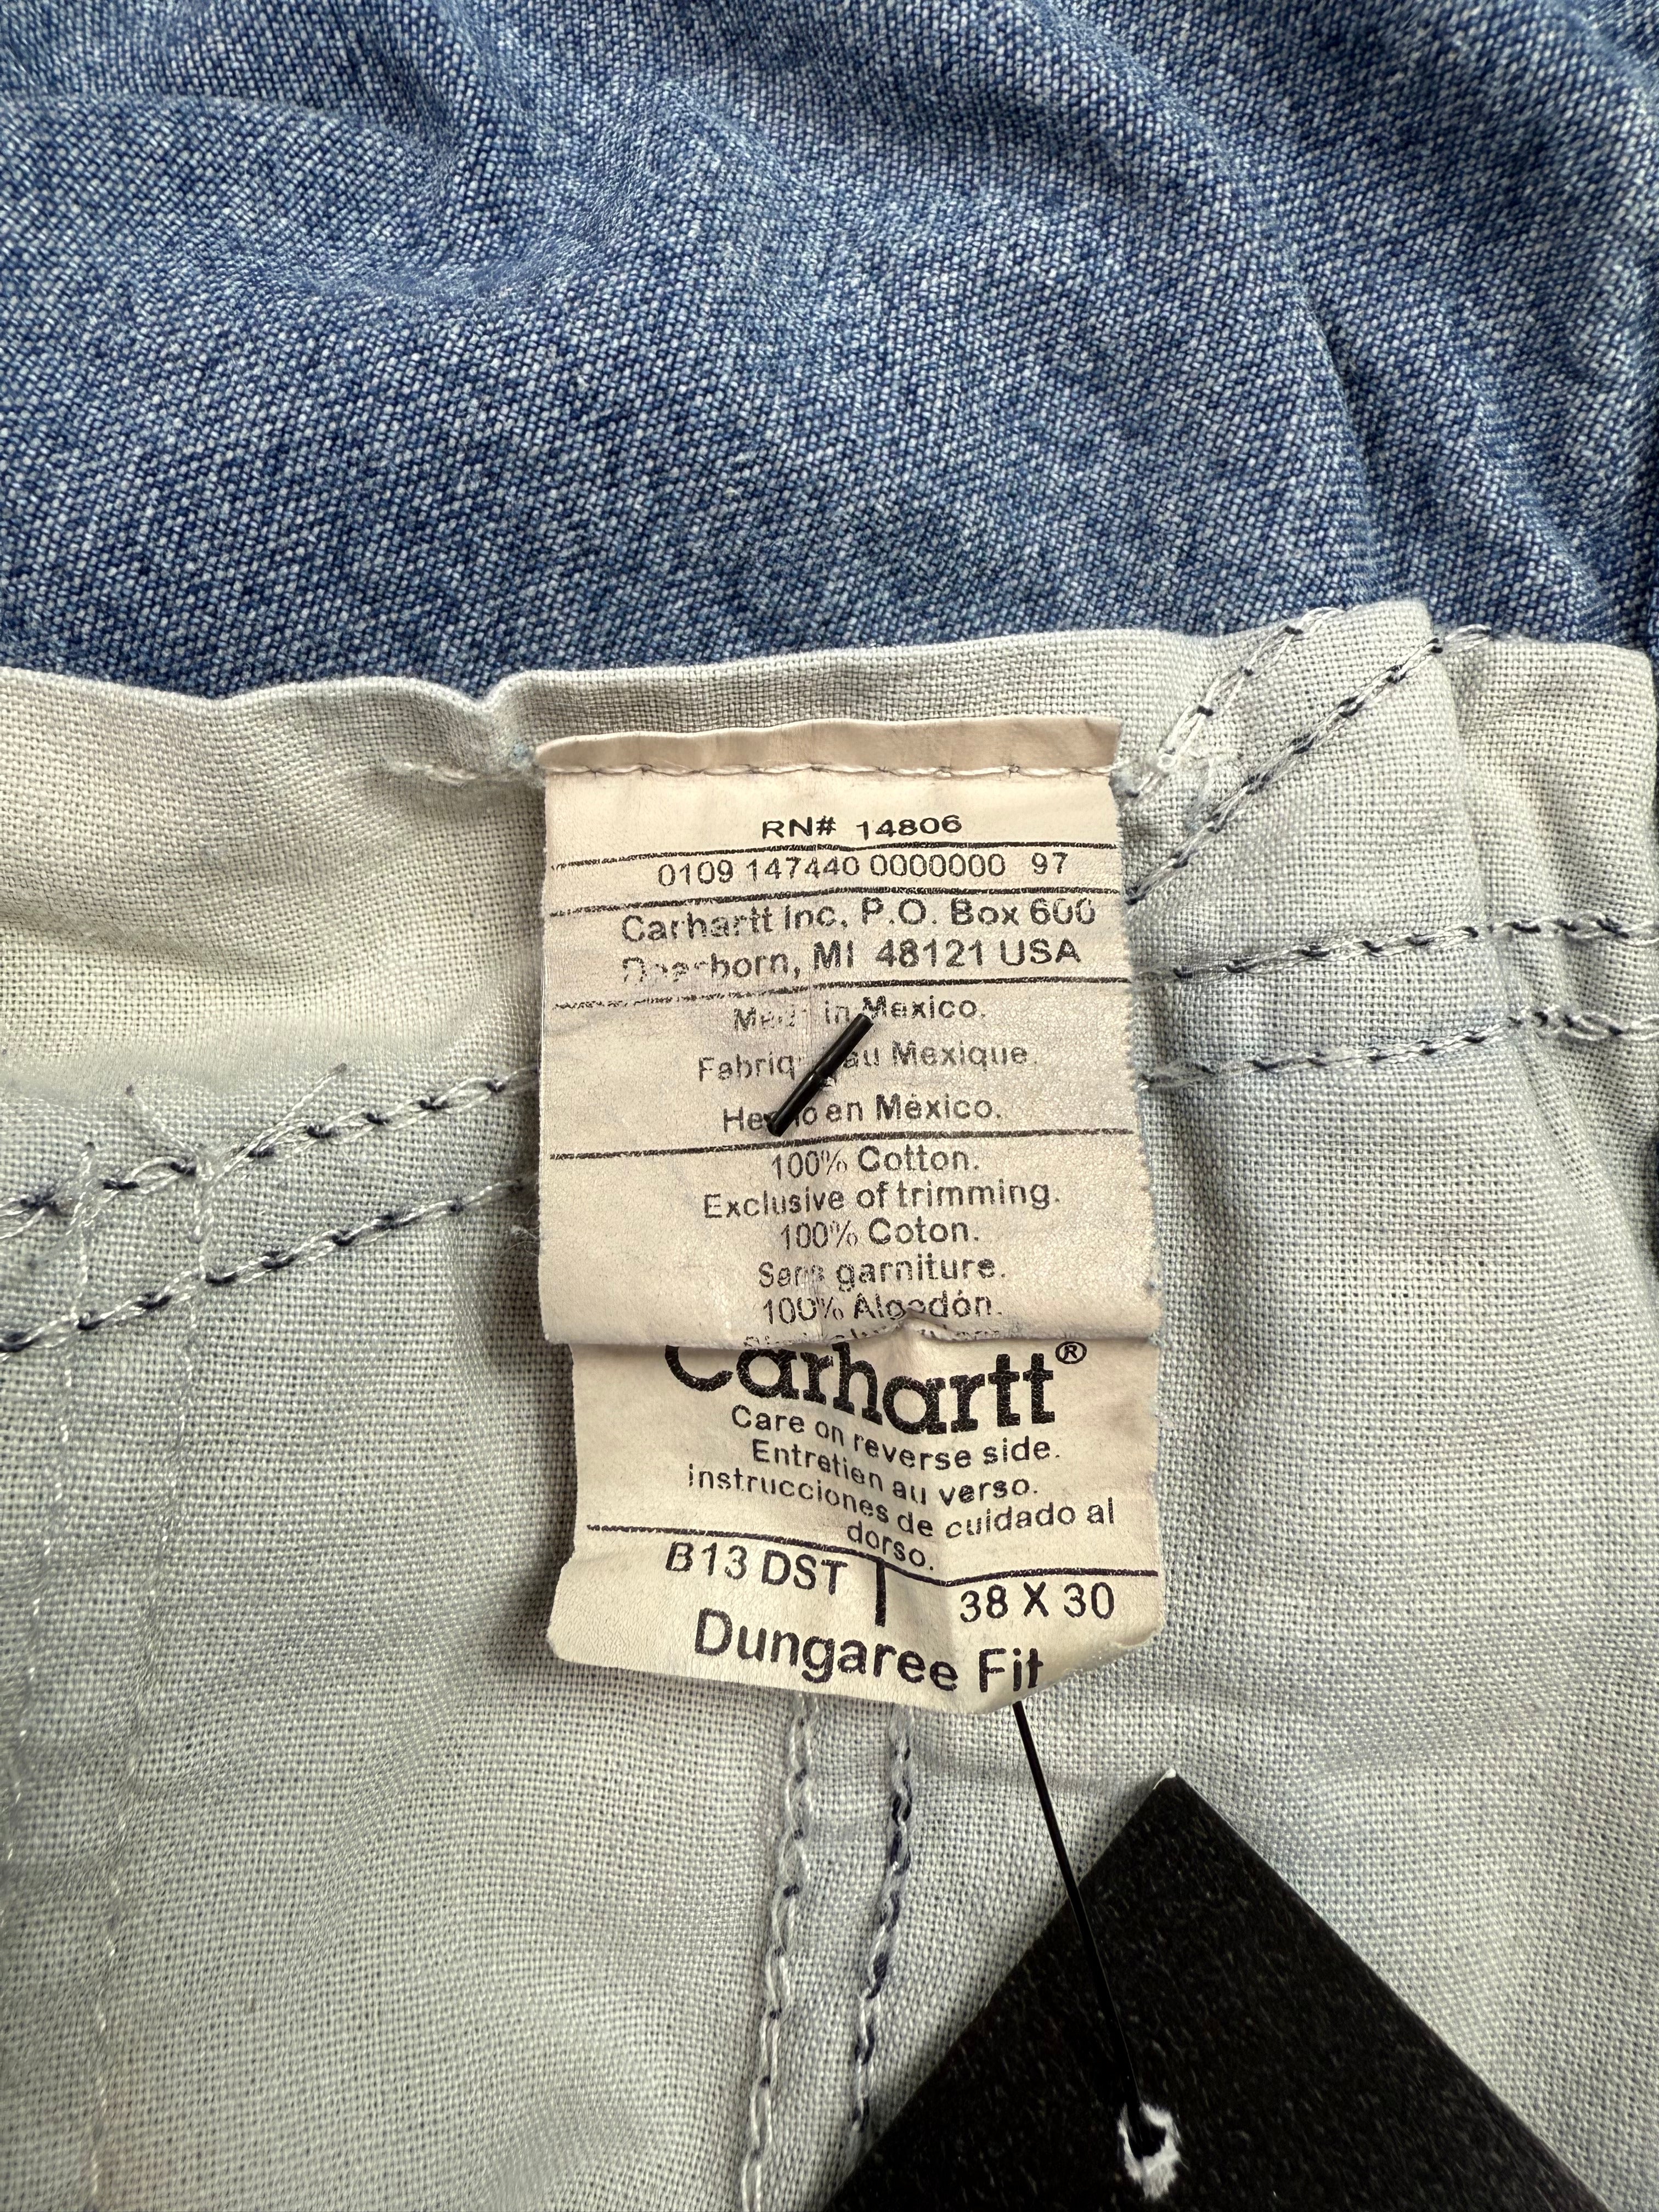 RN# 14806
0109 147440 0000000 97
Carhartt Inc, P.O. Box 600
Dearborn, MI 48121 USA
Made in Mexico.
au Mexique.
en México.
100% Cotton.
Exclusive of trimming.
100% Coton.
Sans garniture.
100% Algodón.
Carhartt®
Care on reverse side.
Entretien au verso.
instrucciones de cuidado al
dorso.
B13 DST | 38 X 30
Dungaree Fit